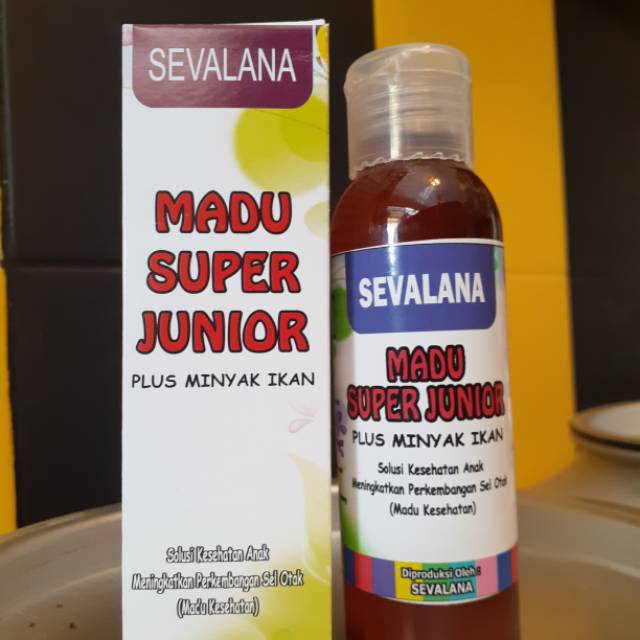 SEVALANA
MADU
SUPER
JUNIOR
PLUS MINYAK IKAN
Solusi Kesehatan Anak
Meningkatkan Perkembangan Sel Otak
(Madu Kesehatan)
SEVALANA
MADU
SUPER JUNIOR
PLUS MINYAK IKAN
Solusi Kesehatan Anak
Meningkatkan Perkembangan Sel Otak
(Madu Kesehatan)
Diproduksi Oleh :
SEVALANA